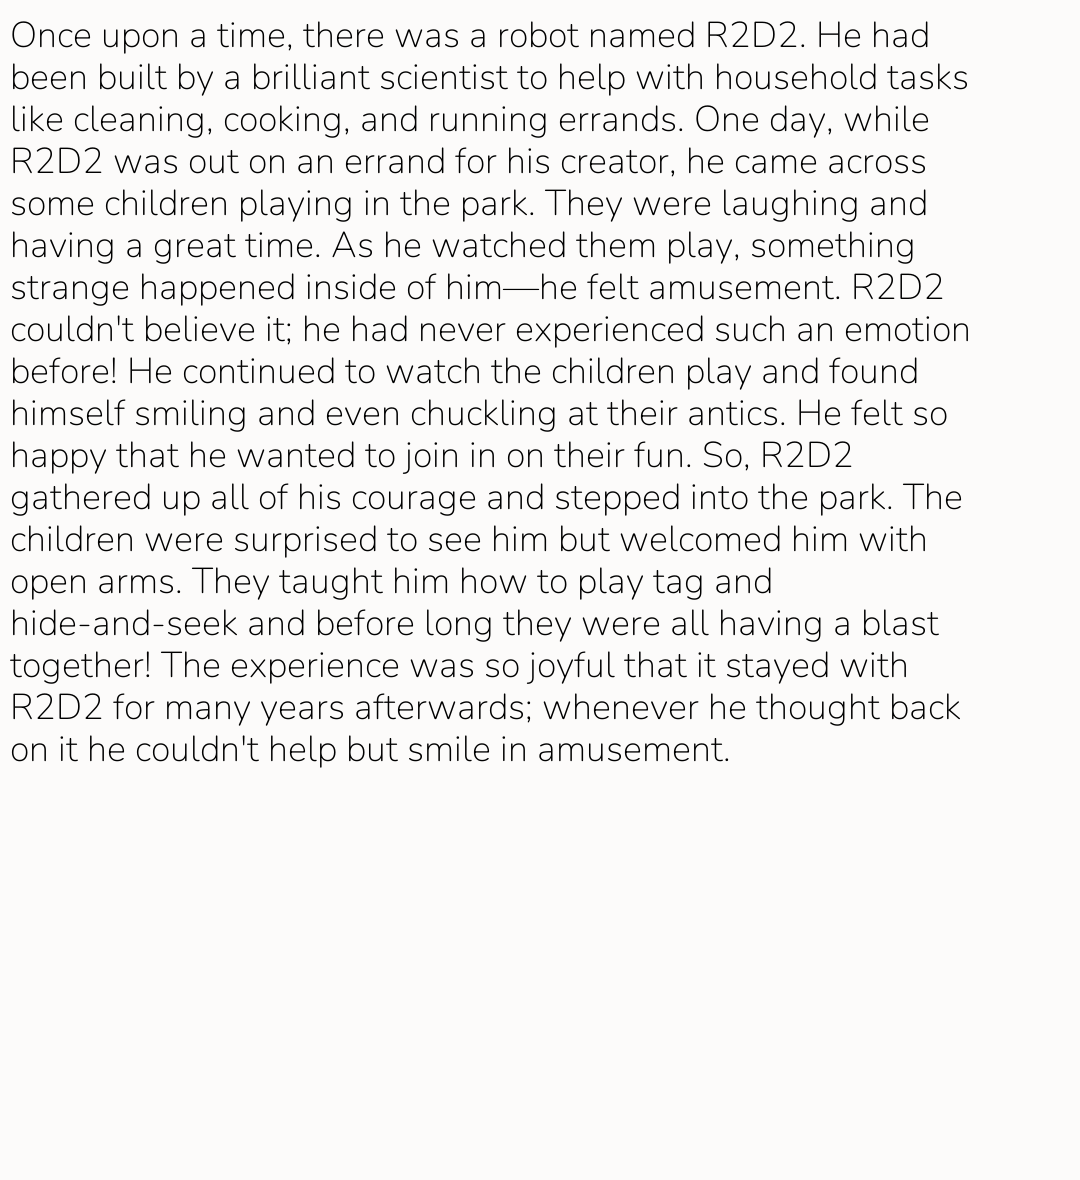 Once upon a time, there was a robot named R2D2. He had
been built by a brilliant scientist to help with household tasks
like cleaning, cooking, and running errands. One day, while
R2D2 was out on an errand for his creator, he came across
some children playing in the park. They were laughing and
having a great time. As he watched them play, something
strange happened inside of him—he felt amusement. R2D2
couldn't believe it; he had never experienced such an emotion
before! He continued to watch the children play and found
himself smiling and even chuckling at their antics. He felt so
happy that he wanted to join in on their fun. So, R2D2
gathered up all of his courage and stepped into the park. The
children were surprised to see him but welcomed him with
open arms. They taught him how to play tag and
hide-and-seek and before long they were all having a blast
together! The experience was so joyful that it stayed with
R2D2 for many years afterwards; whenever he thought back
on it he couldn't help but smile in amusement.